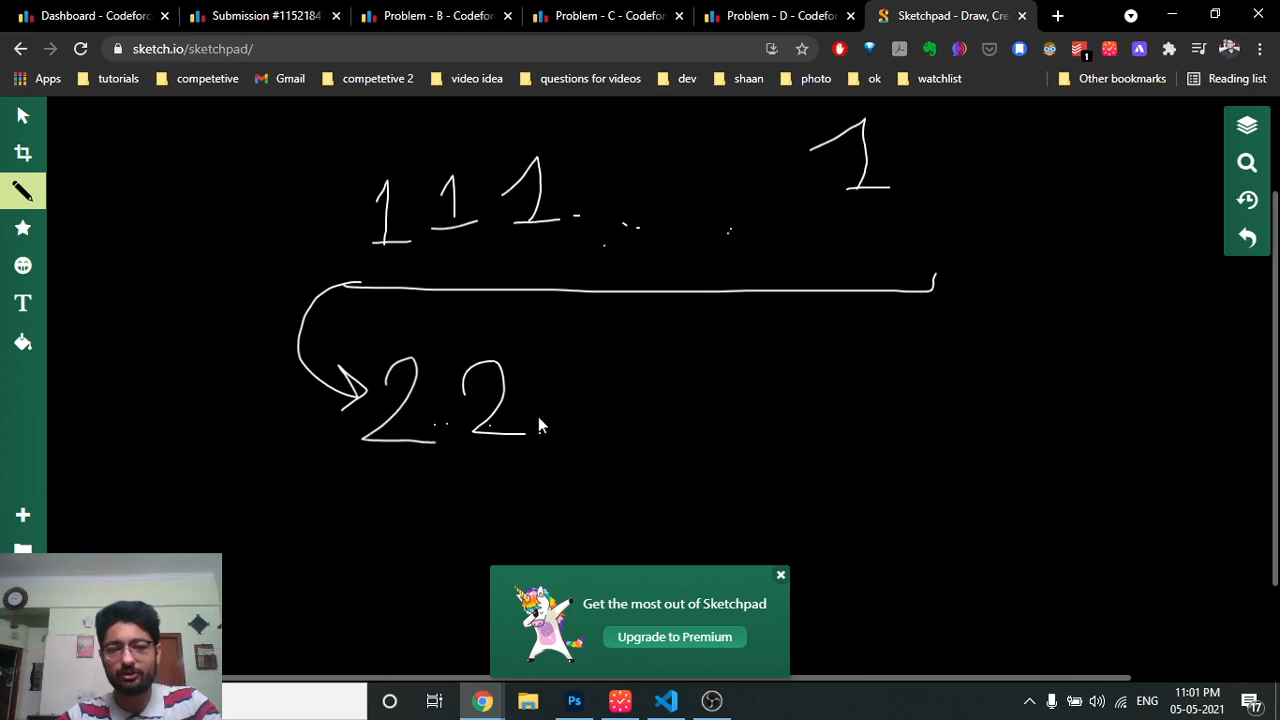 Dashboard - Codeforc
Submission #1152184
Problem - B - Codefor
Problem - C - Codefor
Problem - D - Codefor
Sketchpad - Draw, Cre
sketch.io/sketchpad/
1
Apps
tutorials
competetive
Gmail
competetive 2
video idea
questions for videos
dev
shaan
photo
ok
watchlist
Other bookmarks
Reading list
1 1 1 . . . . 1
2 . . 2 .
T
Get the most out of Sketchpad
Upgrade to Premium
ENG
11:01 PM
05-05-2021
17